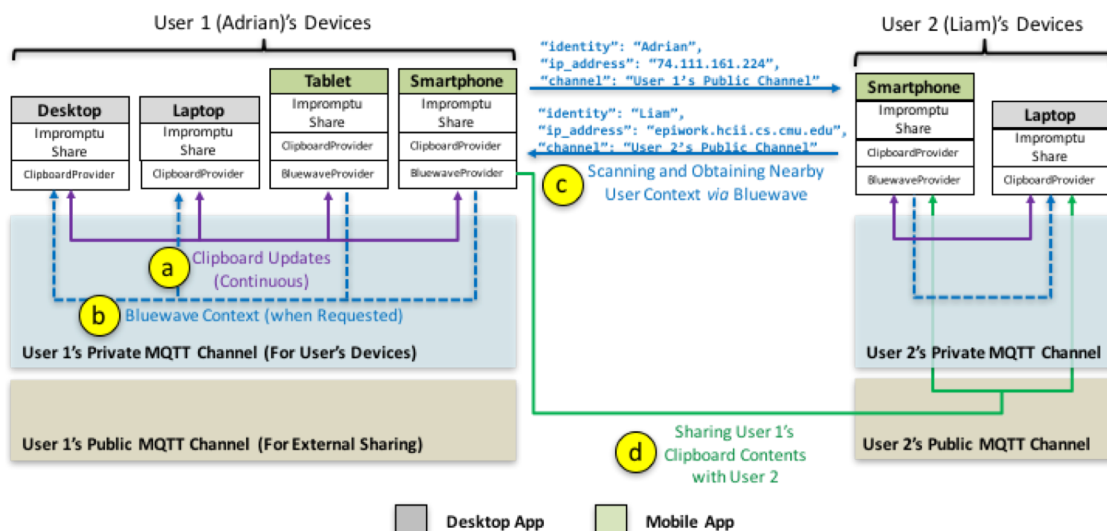 User 1 (Adrian)'s Devices
User 2 (Liam)'s Devices
"identity": "Adrian",
"ip_address": "74.111.161.224",
"channel": "User 1's Public Channel"
"identity": "Liam",
"ip_address": "epiwork.hcii.cs.cmu.edu",
"channel": "User 2's Public Channel"
c
Scanning and Obtaining Nearby
User Context via Bluewave
Desktop
Impromptu
Share
ClipboardProvider
Laptop
Impromptu
Share
ClipboardProvider
Tablet
Impromptu
Share
ClipboardProvider
BluewaveProvider
Smartphone
Impromptu
Share
ClipboardProvider
BluewaveProvider
Smartphone
Impromptu
Share
ClipboardProvider
BluewaveProvider
Laptop
Impromptu
Share
ClipboardProvider
a
Clipboard Updates
(Continuous)
b
Bluewave Context (when Requested)
User 1's Private MQTT Channel (For User's Devices)
User 2's Private MQTT Channel
User 1's Public MQTT Channel (For External Sharing)
User 2's Public MQTT Channel
d
Sharing User 1's
Clipboard Contents
with User 2
Desktop App
Mobile App